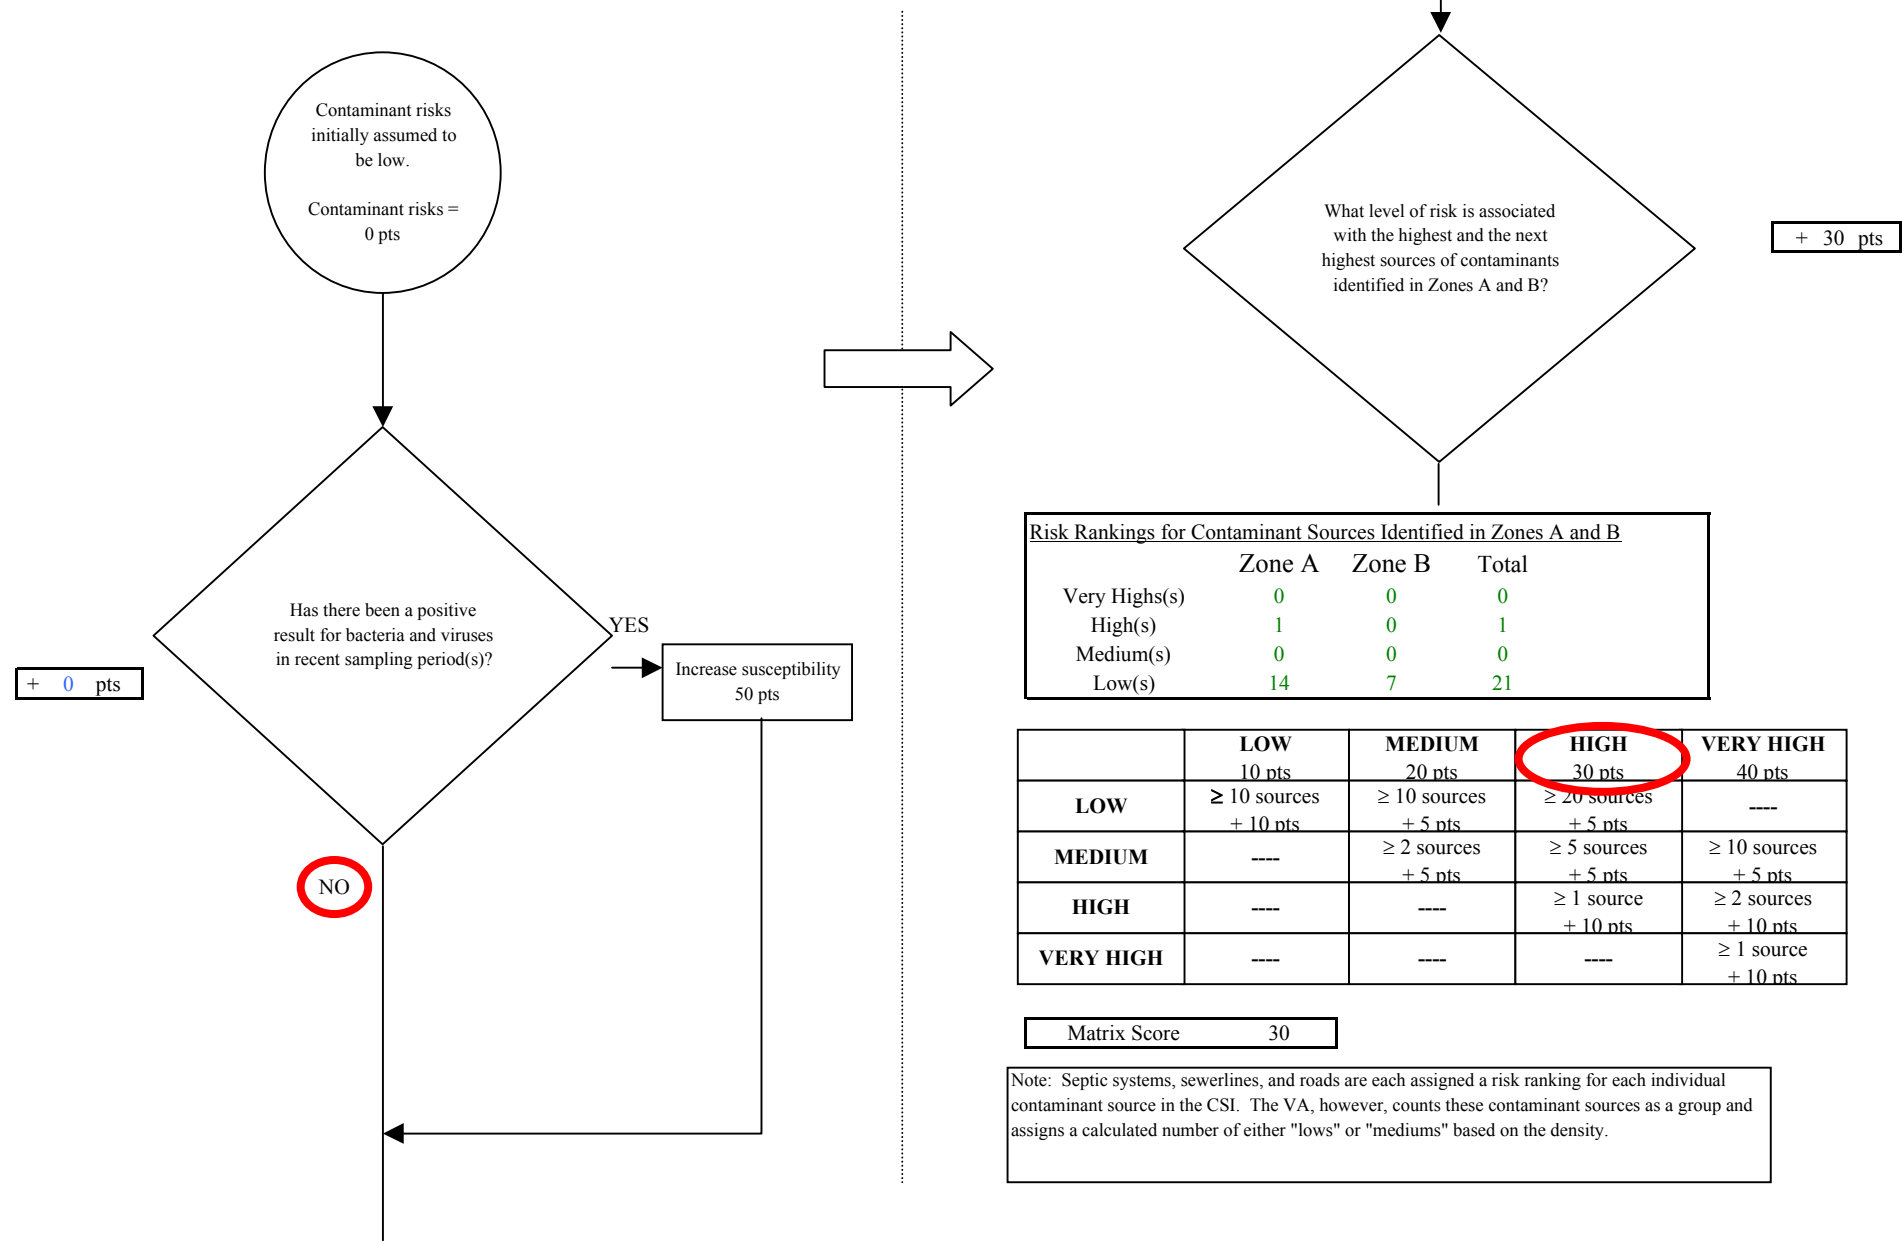 Contaminant risks
initially assumed to
be low.
Contaminant risks =
0 pts
Has there been a positive
result for bacteria and viruses
in recent sampling period(s)?
YES
Increase susceptibility
50 pts
+ 0 pts
NO
What level of risk is associated
with the highest and the next
highest sources of contaminants
identified in Zones A and B?
+ 30 pts
Risk Rankings for Contaminant Sources Identified in Zones A and B
Zone A Zone B Total
Very Highs(s) 0 0 0
High(s) 1 0 1
Medium(s) 0 0 0
Low(s) 14 7 21
LOW MEDIUM HIGH VERY HIGH
10 pts 20 pts 30 pts 40 pts
LOW ≥ 10 sources ≥ 10 sources ≥ 20 sources ----
+ 10 pts + 5 pts + 5 pts
MEDIUM ---- ≥ 2 sources ≥ 5 sources ≥ 10 sources
+ 5 pts + 5 pts + 5 pts
HIGH ---- ---- ≥ 1 source ≥ 2 sources
+ 10 pts + 10 pts
VERY HIGH ---- ---- ---- ≥ 1 source
+ 10 pts
Matrix Score 30
Note: Septic systems, sewerlines, and roads are each assigned a risk ranking for each individual
contaminant source in the CSI. The VA, however, counts these contaminant sources as a group and
assigns a calculated number of either "lows" or "mediums" based on the density.